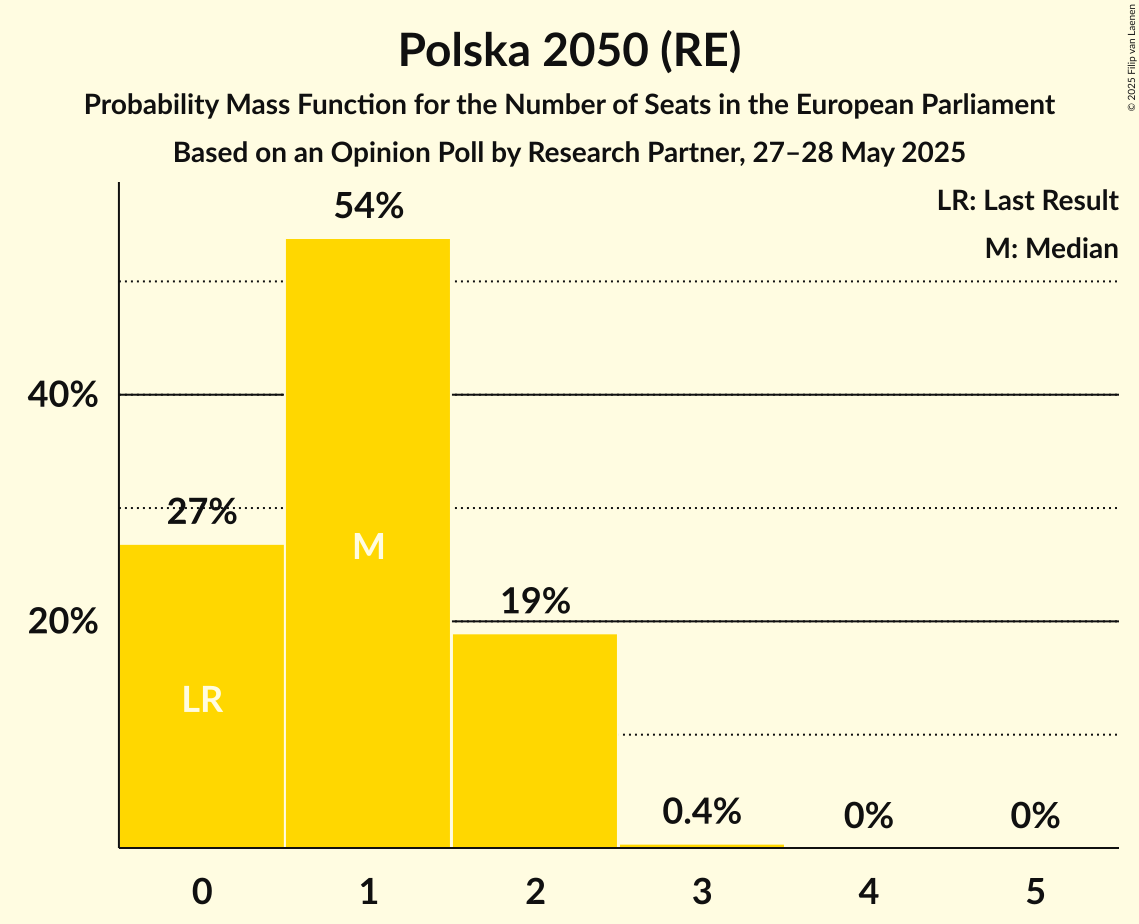 Polska 2050 (RE)
Probability Mass Function for the Number of Seats in the European Parliament
Based on an Opinion Poll by Research Partner, 27–28 May 2025
© 2025 Filip van Laenen
LR: Last Result
M: Median
54%
40%
27%
M
20%
19%
LR
0.4%
0%
0%
0 1 2 3 4 5